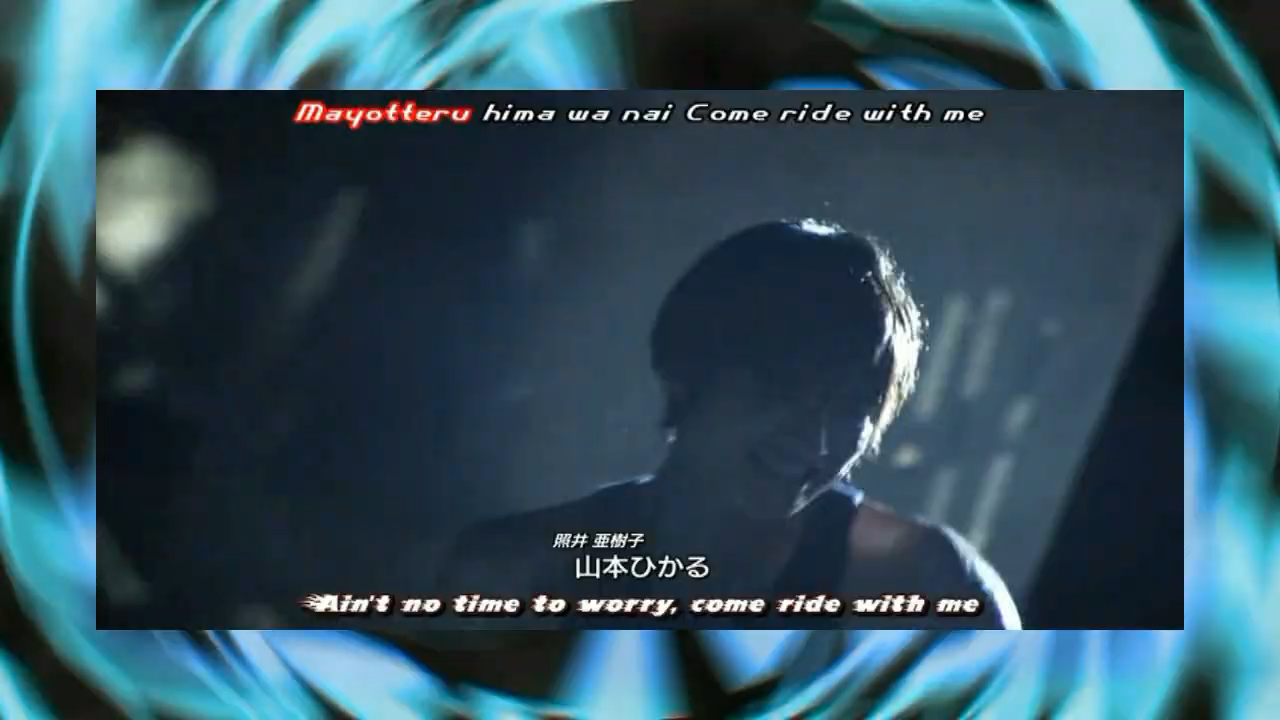 Mayotteru hima wa nai Come ride with me
照井 亜樹子
山本ひかる
Ain't no time to worry, come ride with me